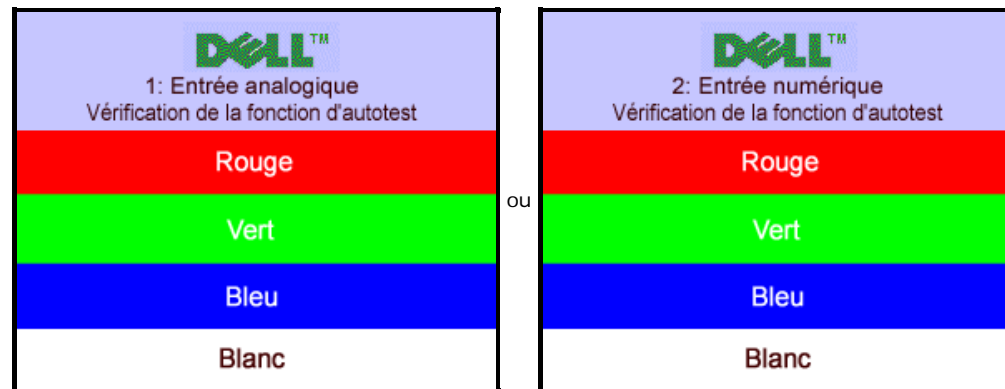 DELL™
1: Entrée analogique
Vérification de la fonction d'autotest
Rouge
Vert
Bleu
Blanc
ou
DELL™
2: Entrée numérique
Vérification de la fonction d'autotest
Rouge
Vert
Bleu
Blanc